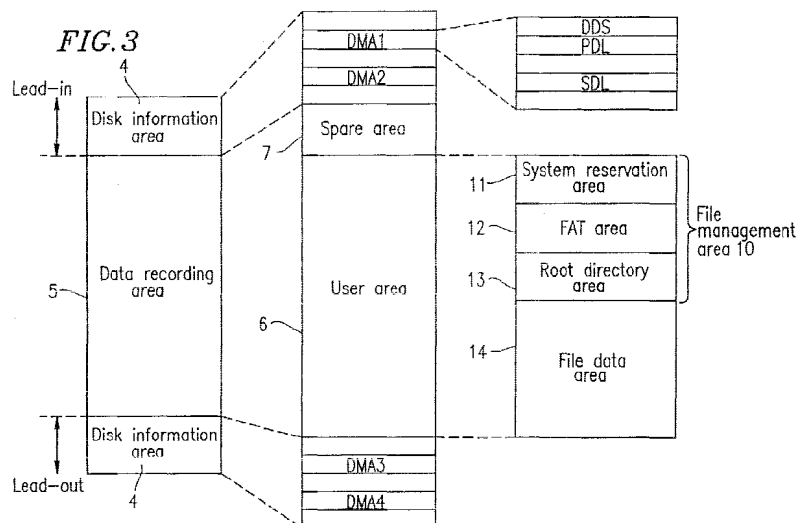 FIG.3
Lead-in
4
Disk information
area
5
Data recording
area
Disk information
area
4
Lead-out
DMA1
DMA2
Spare area
7
User area
6
DMA3
DMA4
DDS
PDL
SDL
11
System reservation
area
12
FAT area
13
Root directory
area
File
management
area 10
14
File data
area